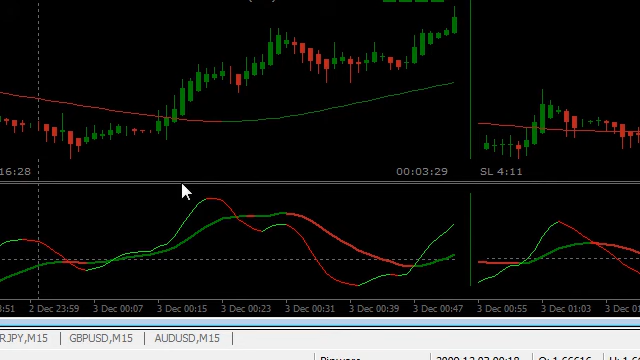 16:28
00:03:29
SL 4:11
3:51 2 Dec 23:59 3 Dec 00:07 3 Dec 00:15 3 Dec 00:23 3 Dec 00:31 3 Dec 00:39 3 Dec 00:47 3 Dec 00:55 3 Dec 01:03 3 Dec 01:1
RJPY,M15 GBPUSD,M15 AUDUSD,M15